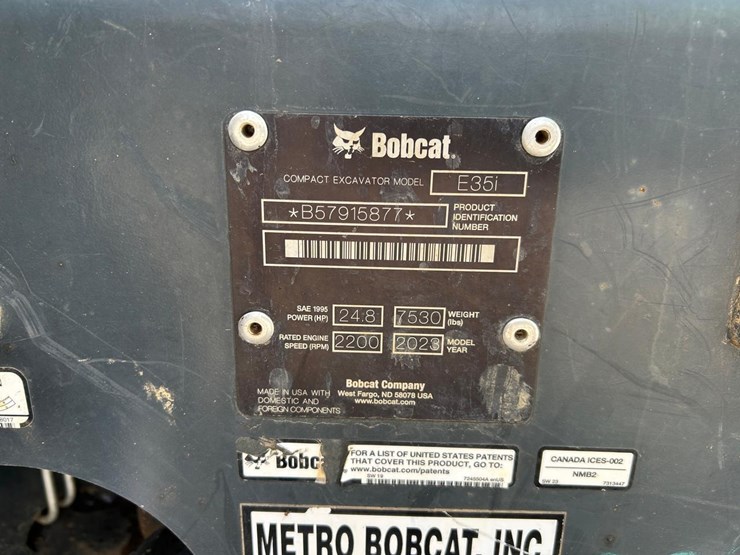 Bobcat
COMPACT EXCAVATOR MODEL E35i
*B57915877* PRODUCT IDENTIFICATION NUMBER
SAE 1995 POWER (HP) 24.8 7530 WEIGHT (lbs)
RATED ENGINE SPEED (RPM) 2200 2023 MODEL YEAR
Bobcat Company
West Fargo, ND 58078 USA
www.bobcat.com
MADE IN USA WITH
DOMESTIC AND
FOREIGN COMPONENTS
Bobc
FOR A LIST OF UNITED STATES PATENTS
THAT COVER THIS PRODUCT, GO TO:
www.bobcat.com/patents
CANADA ICES-002
NMB2
7313447
METRO BOBCAT, INC